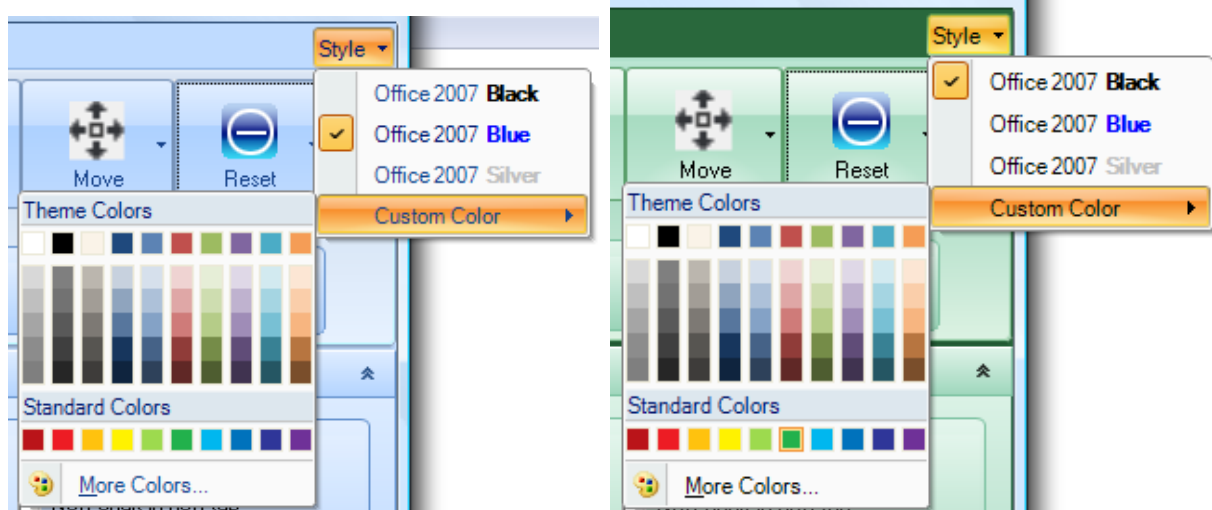 Style
Office 2007 Black
Office 2007 Blue
Office 2007 Silver
Custom Color
Move
Reset
Theme Colors
Standard Colors
More Colors...
Style
Office 2007 Black
Office 2007 Blue
Office 2007 Silver
Custom Color
Move
Reset
Theme Colors
Standard Colors
More Colors...